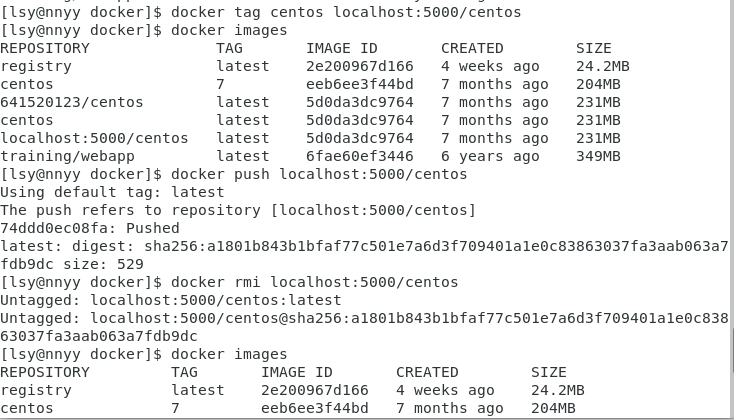 [lsy@nnyy docker]$ docker tag centos localhost:5000/centos
[lsy@nnyy docker]$ docker images
REPOSITORY              TAG       IMAGE ID       CREATED        SIZE
registry                latest    2e200967d166   4 weeks ago    24.2MB
centos                  7         eeb6ee3f44bd   7 months ago   204MB
641520123/centos        latest    5d0da3dc9764   7 months ago   231MB
centos                  latest    5d0da3dc9764   7 months ago   231MB
localhost:5000/centos   latest    5d0da3dc9764   7 months ago   231MB
training/webapp         latest    6fae60ef3446   6 years ago    349MB
[lsy@nnyy docker]$ docker push localhost:5000/centos
Using default tag: latest
The push refers to repository [localhost:5000/centos]
74ddd0ec08fa: Pushed
latest: digest: sha256:a1801b843b1bfaf77c501e7a6d3f709401a1e0c83863037fa3aab063a7
fdb9dc size: 529
[lsy@nnyy docker]$ docker rmi localhost:5000/centos
Untagged: localhost:5000/centos:latest
Untagged: localhost:5000/centos@sha256:a1801b843b1bfaf77c501e7a6d3f709401a1e0c838
63037fa3aab063a7fdb9dc
[lsy@nnyy docker]$ docker images
REPOSITORY         TAG       IMAGE ID       CREATED        SIZE
registry           latest    2e200967d166   4 weeks ago    24.2MB
centos             7         eeb6ee3f44bd   7 months ago   204MB